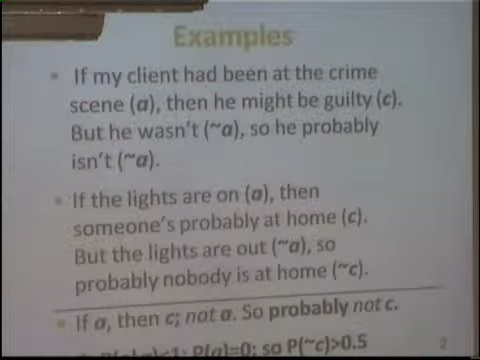 Examples
If my client had been at the crime
scene (a), then he might be guilty (c).
But he wasn't (~a), so he probably
isn't (~a).
If the lights are on (a), then
someone's probably at home (c).
But the lights are out (~a), so
probably nobody is at home (~c).
If a, then c; not a. So probably not c.
P(a)=0; so P(~c)>0.5
2